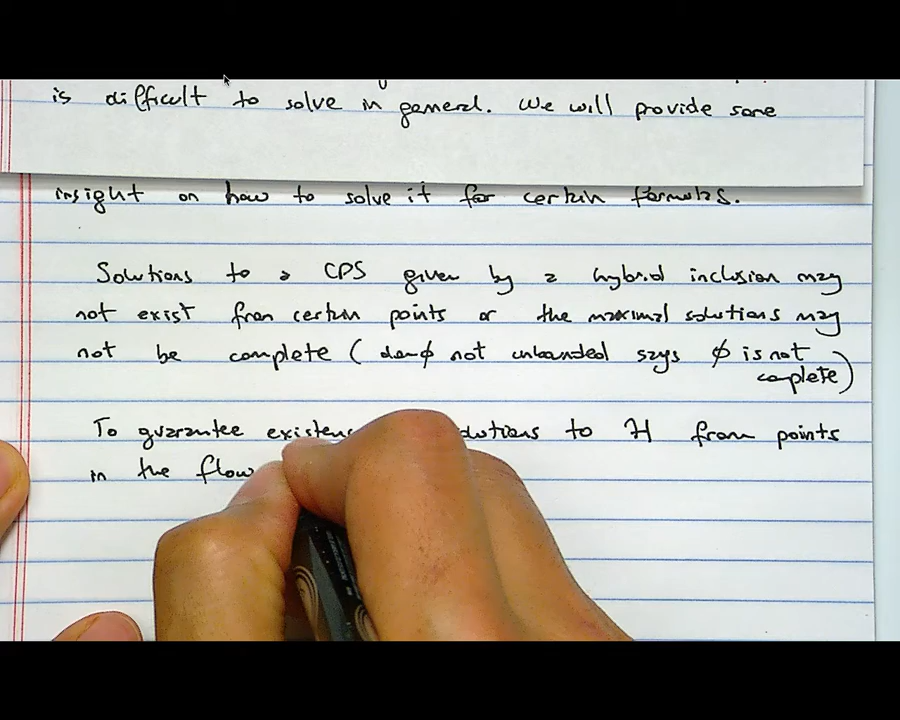 is difficult to solve in general. We will provide some
insight on how to solve it for certain formulas.
Solutions to a CPS given by a hybrid inclusion may
not exist from certain points or the maximal solutions may
not be complete (dom ϕ not unbounded says ϕ is not
complete)
To guarantee existenc to H from points
in the flow